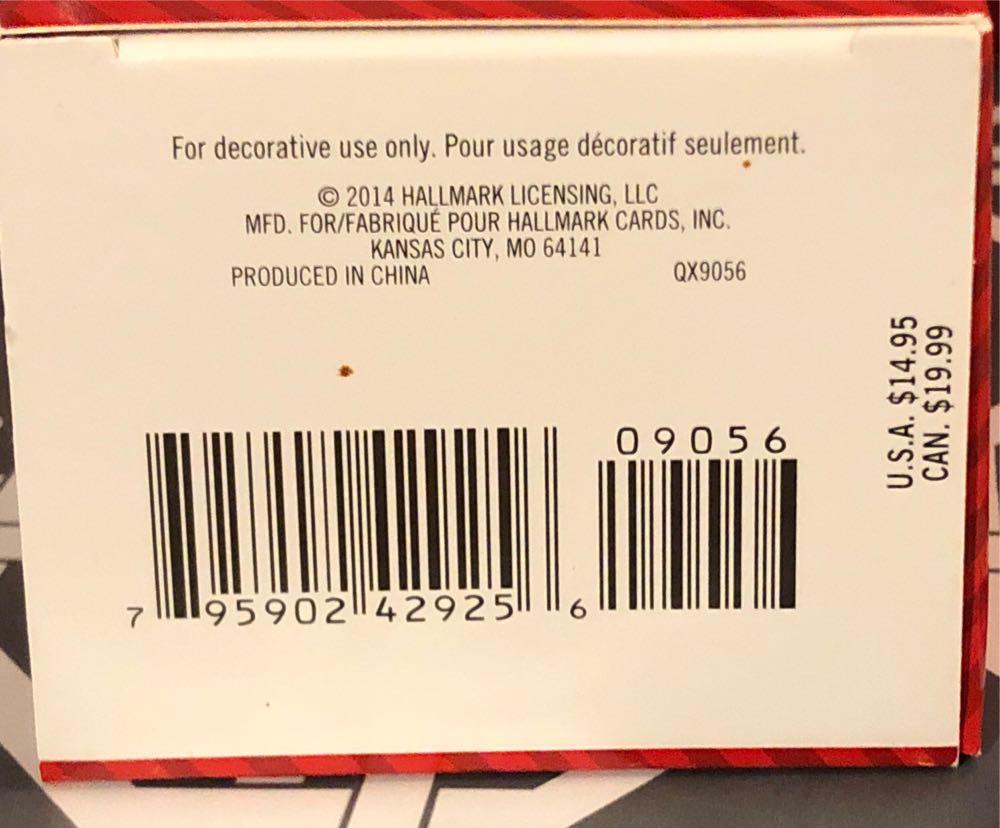 For decorative use only. Pour usage décoratif seulement.
© 2014 HALLMARK LICENSING, LLC
MFD. FOR/FABRIQUÉ POUR HALLMARK CARDS, INC.
KANSAS CITY, MO 64141
PRODUCED IN CHINA QX9056
U.S.A. $14.95
CAN. $19.99
09056
7 95902 42925 6